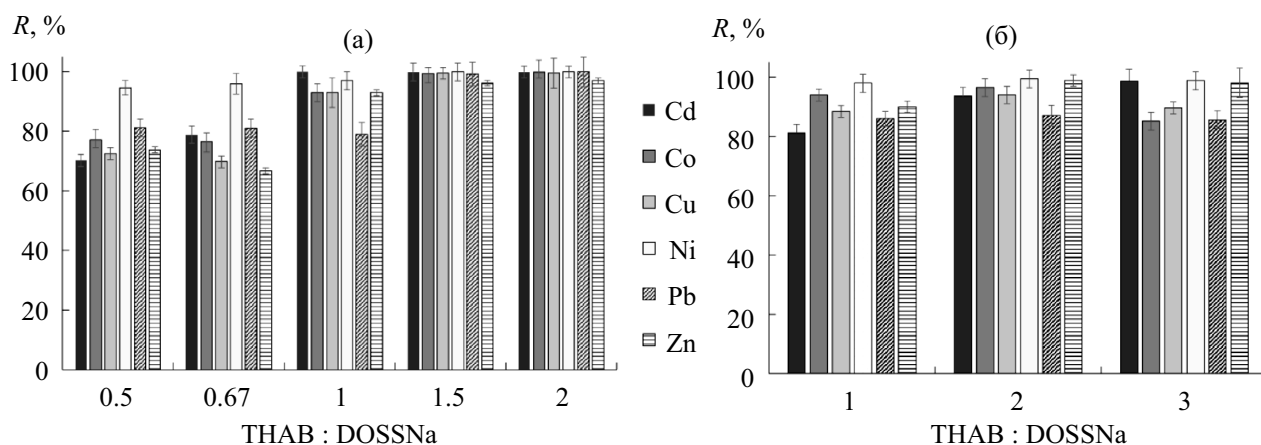 R, %
(а)
100
80
60
40
20
0
0.5 0.67 1 1.5 2
THAB : DOSSNa
Cd
Co
Cu
Ni
Pb
Zn
R, %
(б)
100
80
60
40
20
0
1 2 3
THAB : DOSSNa